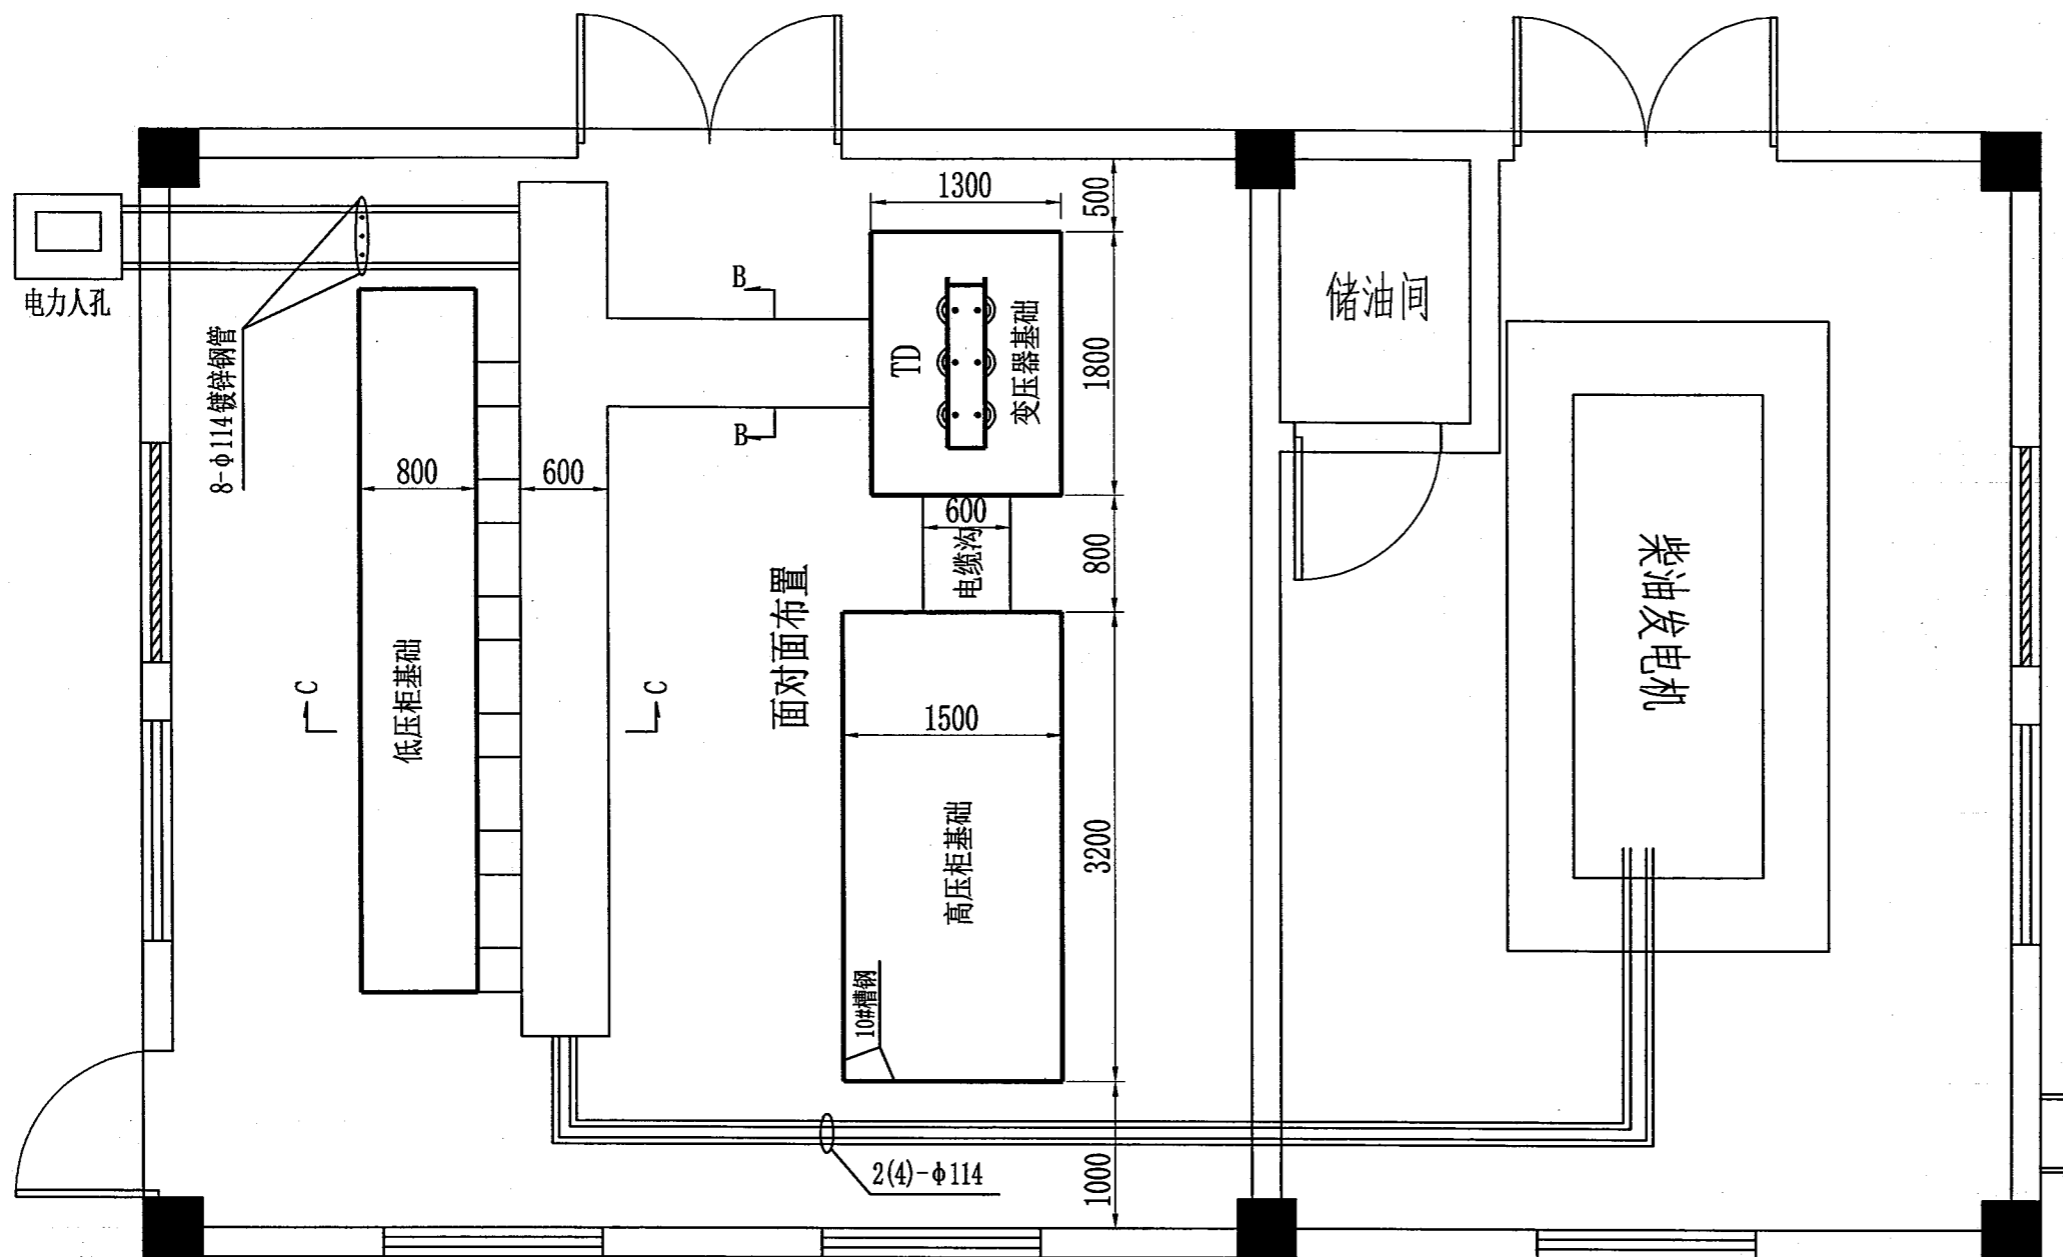 1300
500
电力人孔
B
储油间
8-φ114镀锌钢管
TD
变压器基础
1800
B
800
600
600
电缆沟
800
面对面布置
柴油发电机
低压柜基础
C
C
1500
高压柜基础
3200
10#槽钢
2(4)-φ114
1000